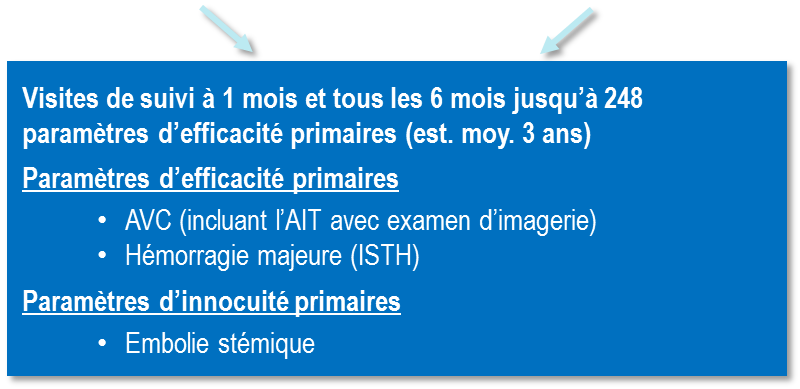 Visites de suivi à 1 mois et tous les 6 mois jusqu’à 248
paramètres d’efficacité primaires (est. moy. 3 ans)
Paramètres d’efficacité primaires
• AVC (incluant l’AIT avec examen d’imagerie)
• Hémorragie majeure (ISTH)
Paramètres d’innocuité primaires
• Embolie stémique